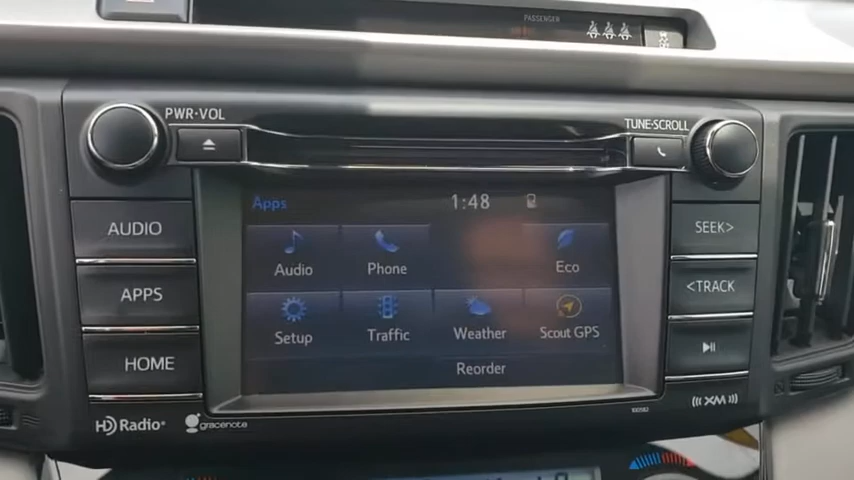 PASSENGER
PWR·VOL
TUNE·SCROLL
AUDIO
APPS
HOME
Apps
1:48
Audio
Phone
Eco
Setup
Traffic
Weather
Scout GPS
Reorder
SEEK>
<TRACK
HD Radio
gracenote
XM